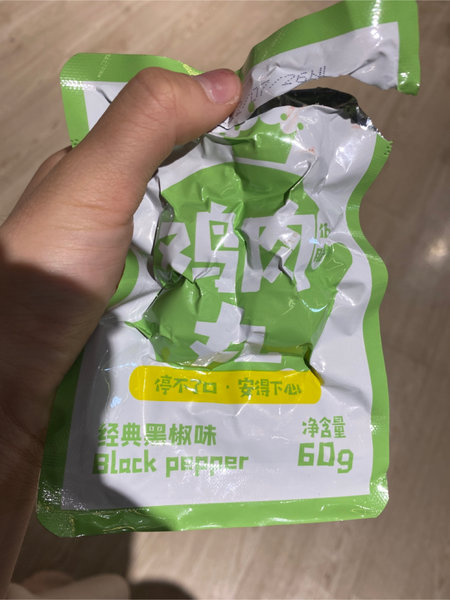 鸡肉
丸
停不了口·安得下心
经典黑椒味
Black pepper
净含量
60g